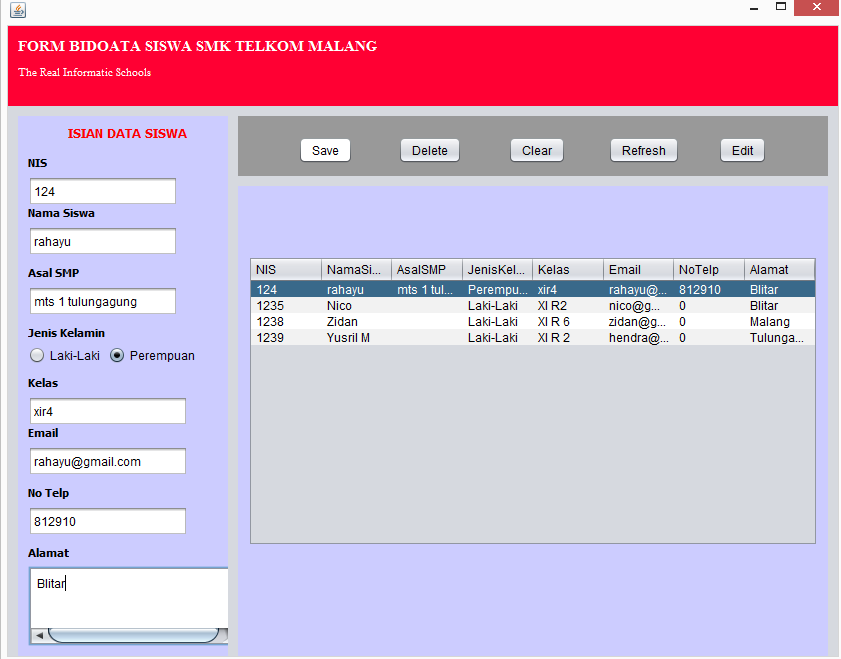 FORM BIDOATA SISWA SMK TELKOM MALANG
The Real Informatic Schools
ISIAN DATA SISWA
NIS
124
Nama Siswa
rahayu
Asal SMP
mts 1 tulungagung
Jenis Kelamin
Laki-Laki Perempuan
Kelas
xir4
Email
rahayu@gmail.com
No Telp
812910
Alamat
Blitar
Save Delete Clear Refresh Edit
NIS NamaSi... AsalSMP JenisKel... Kelas Email NoTelp Alamat
124 rahayu mts 1 tul... Perempu... xir4 rahayu@... 812910 Blitar
1235 Nico Laki-Laki XI R2 nico@g... 0 Blitar
1238 Zidan Laki-Laki XI R 6 zidan@g... 0 Malang
1239 Yusril M Laki-Laki XI R 2 hendra@... 0 Tulunga...